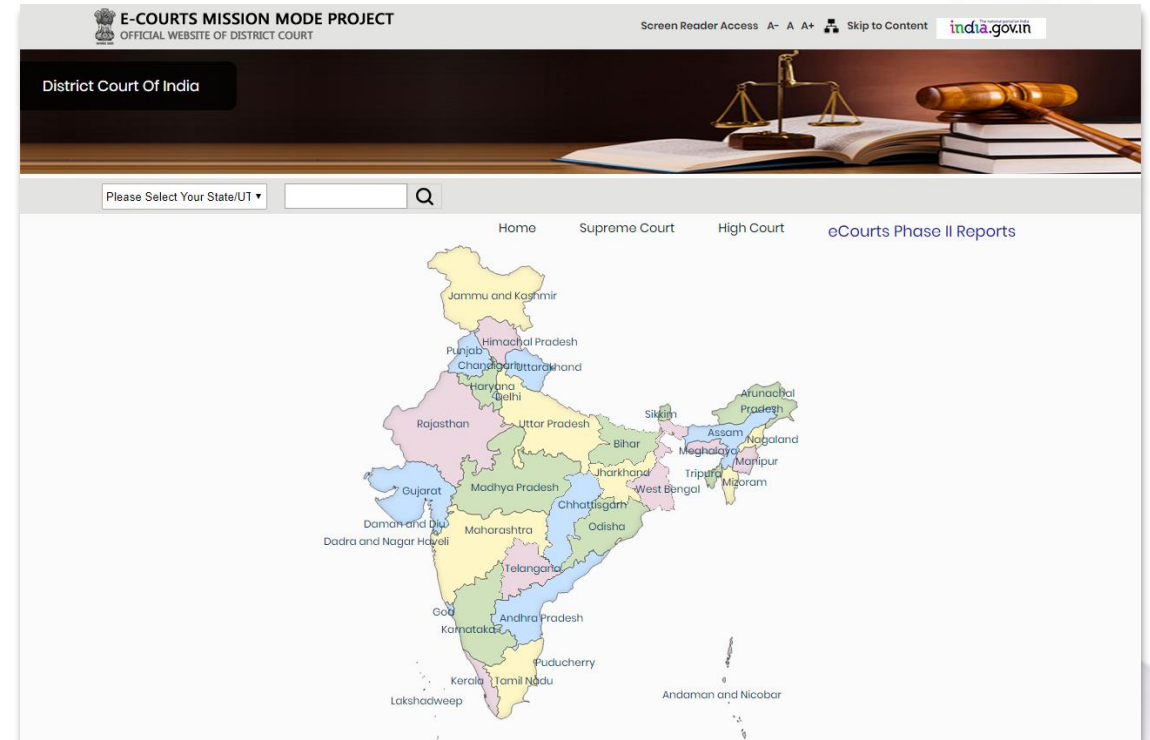 E-COURTS MISSION MODE PROJECT
OFFICIAL WEBSITE OF DISTRICT COURT
Screen Reader Access A- A A+ Skip to Content
india.gov.in
District Court Of India
Please Select Your State/UT
Home Supreme Court High Court eCourts Phase II Reports
Jammu and Kashmir
Himachal Pradesh
Punjab
Chandigarh Uttarakhand
Haryana
Delhi
Arunachal
Pradesh
Sikkim
Rajasthan
Uttar Pradesh
Assam
Nagaland
Bihar
Meghalaya
Manipur
Jharkhand
Tripura
Mizoram
Gujarat
Madhya Pradesh
West Bengal
Chhattisgarh
Daman and Diu
Maharashtra
Odisha
Dadra and Nagar Haveli
Telangana
Goa
Andhra Pradesh
Karnataka
Puducherry
Kerala
Tamil Nadu
Lakshadweep
Andaman and Nicobar